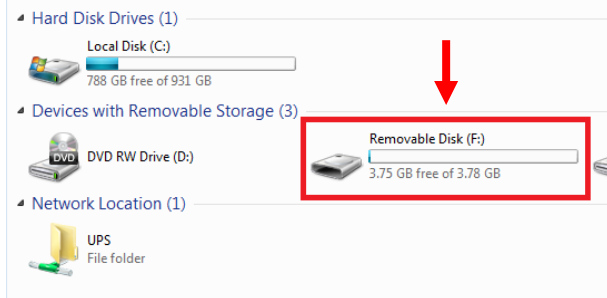 Hard Disk Drives (1)
Local Disk (C:)
788 GB free of 931 GB
Devices with Removable Storage (3)
DVD
DVD RW Drive (D:)
Removable Disk (F:)
3.75 GB free of 3.78 GB
Network Location (1)
UPS
File folder